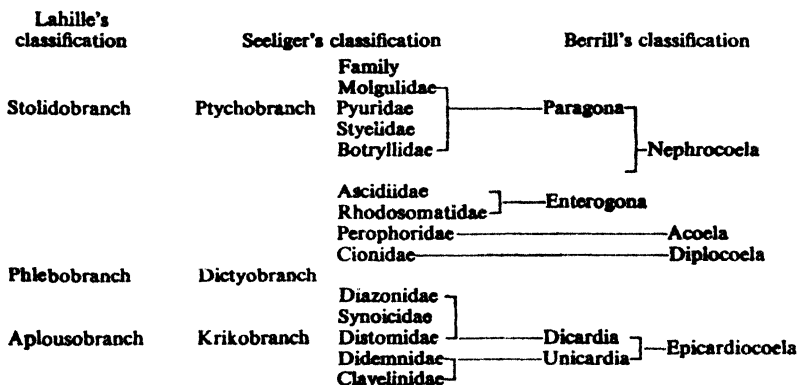 Lahille's
classification Seeliger's classification Berrill's classification
Family
Molgulidae
Stolidobranch Ptychobranch Pyuridae Paragona
Styelidae
Botryllidae Nephrocoela
Ascidiidae
Rhodosomatidae Enterogona
Perophoridae Acoela
Cionidae Diplocoela
Phlebobranch Dictyobranch
Diazonidae
Synoicidae
Aplousobranch Krikobranch Distomidae Dicardia
Didemnidae Unicardia Epicardiocoela
Clavelinidae